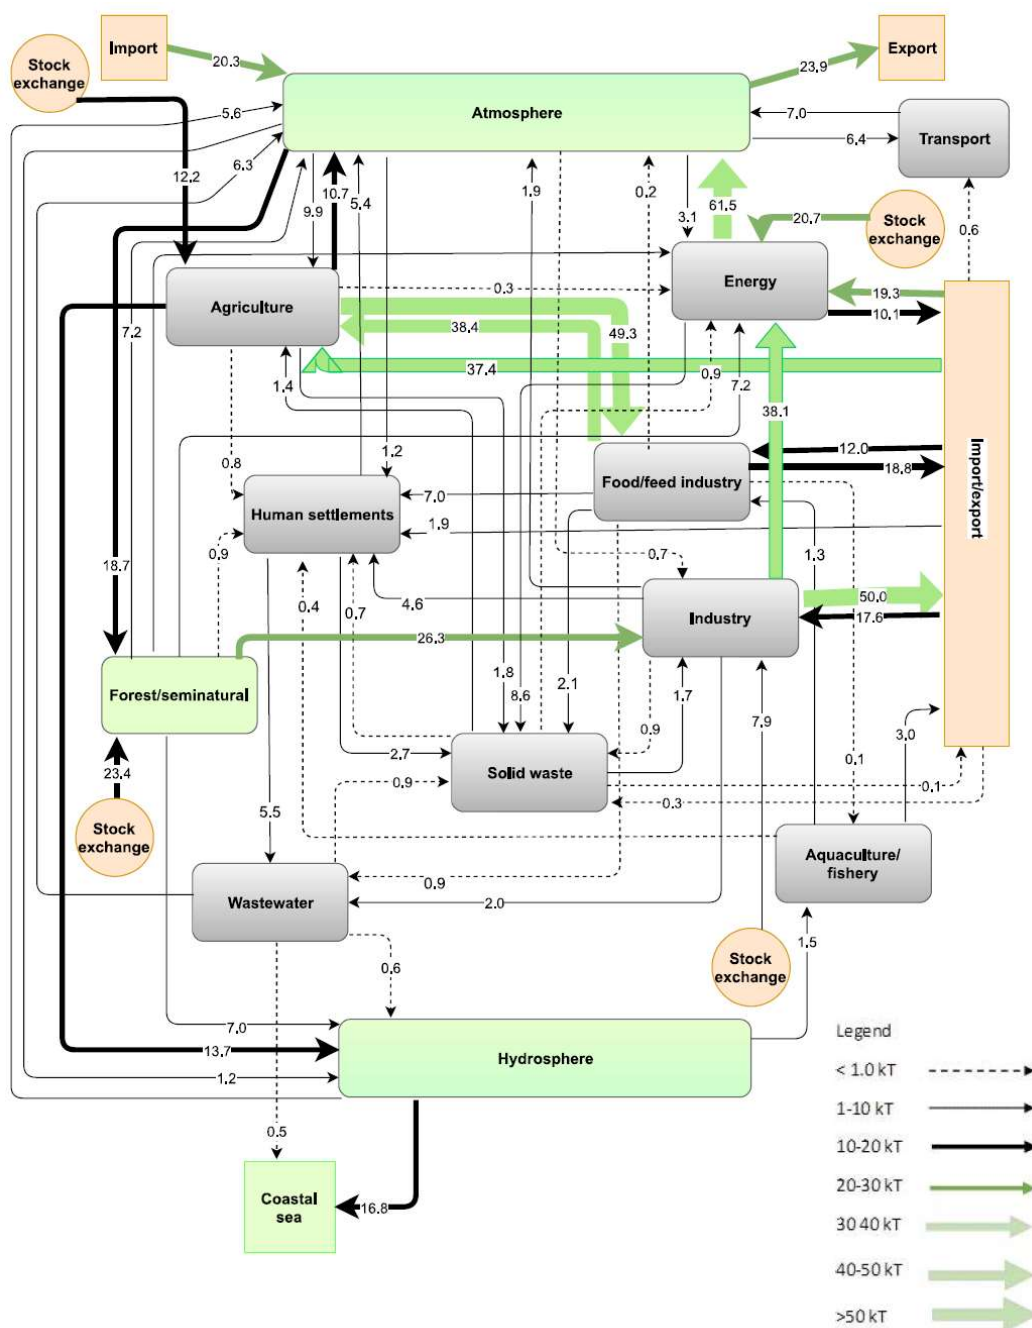 Import
Export
Stock
exchange
20.3
23.9
5.6
Atmosphere
7.0
6.4
Transport
6.3
12.2
10.7
9.9
5.4
1.9
0.2
3.1
61.5
20.7
Stock
exchange
0.6
Agriculture
0.3
Energy
19.3
10.1
7.2
38.4
49.3
37.4
1.4
0.9
7.2
38.1
1.2
0.8
Food/feed industry
12.0
18.8
Import/export
Human settlements
7.0
1.9
1.3
0.9
18.7
0.4
0.7
4.6
0.7
Industry
50.0
17.6
26.3
Forest/seminatural
1.8
8.6
2.1
1.7
0.9
7.9
3.0
23.4
2.7
Solid waste
0.9
0.1
0.1
0.3
Stock
exchange
5.5
Aquaculture/
fishery
Wastewater
0.9
2.0
Stock
exchange
1.5
0.6
7.0
13.7
1.2
Hydrosphere
0.5
Coastal
sea
16.8
Legend
< 1.0 kT
1-10 kT
10-20 kT
20-30 kT
30 40 kT
40-50 kT
>50 kT